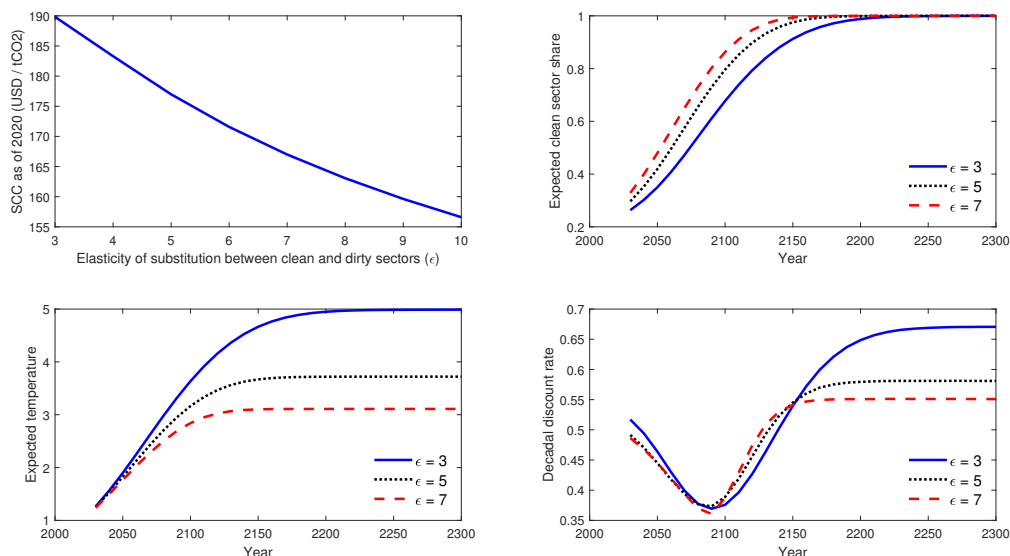 190
185
180
175
170
165
160
155
SCC as of 2020 (USD / tCO2)
3 4 5 6 7 8 9 10
Elasticity of substitution between clean and dirty sectors (ϵ)
1
0.8
0.6
0.4
0.2
Expected clean sector share
ϵ = 3
ϵ = 5
ϵ = 7
2000 2050 2100 2150 2200 2250 2300
Year
5
4
3
2
1
Expected temperature
ϵ = 3
ϵ = 5
ϵ = 7
2000 2050 2100 2150 2200 2250 2300
Year
0.7
0.65
0.6
0.55
0.5
0.45
0.4
0.35
Decadal discount rate
ϵ = 3
ϵ = 5
ϵ = 7
2000 2050 2100 2150 2200 2250 2300
Year